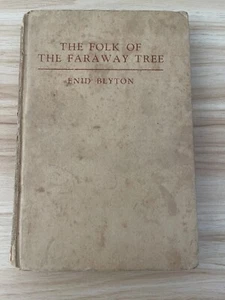 THE FOLK OF
THE FARAWAY TREE
ENID BLYTON